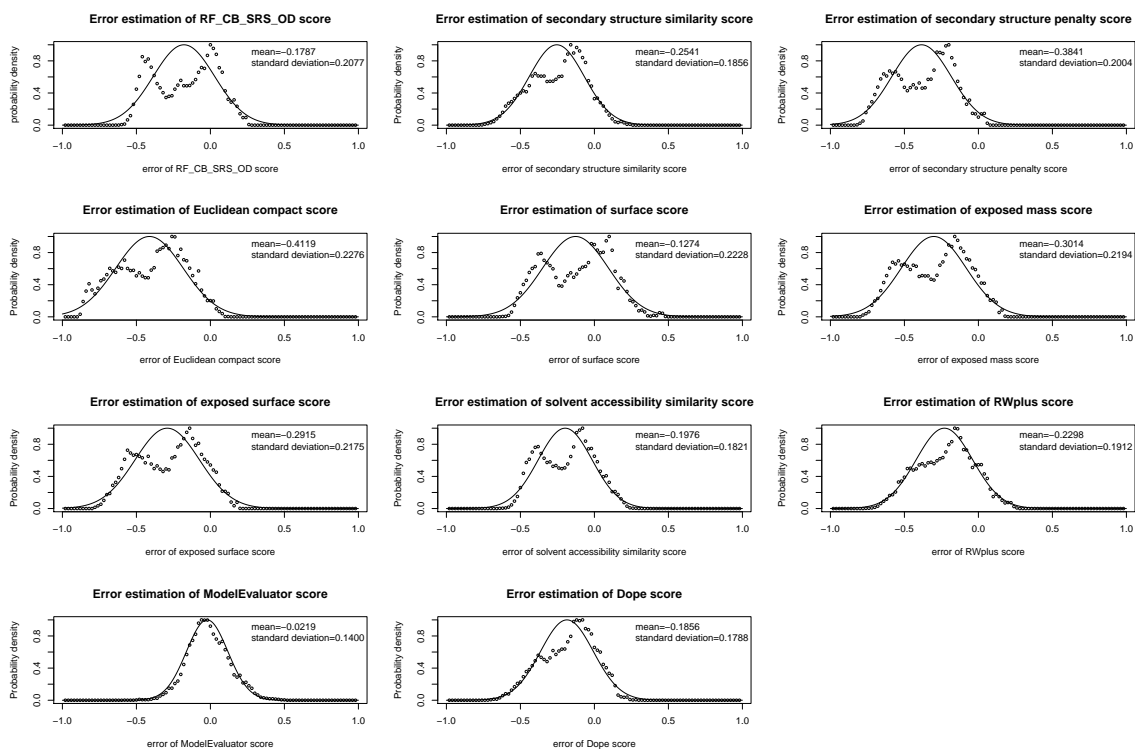 Error estimation of RF_CB_SRS_OD score
probability density
0.0 0.4 0.8
mean=-0.1787
standard deviation=0.2077
−1.0 −0.5 0.0 0.5 1.0
error of RF_CB_SRS_OD score
Error estimation of secondary structure similarity score
Probability density
0.0 0.4 0.8
mean=-0.2541
standard deviation=0.1856
−1.0 −0.5 0.0 0.5 1.0
error of secondary structure similarity score
Error estimation of secondary structure penalty score
Probability density
0.0 0.4 0.8
mean=-0.3841
standard deviation=0.2004
−1.0 −0.5 0.0 0.5 1.0
error of secondary structure penalty score
Error estimation of Euclidean compact score
Probability density
0.0 0.4 0.8
mean=-0.4119
standard deviation=0.2276
−1.0 −0.5 0.0 0.5 1.0
error of Euclidean compact score
Error estimation of surface score
Probability density
0.0 0.4 0.8
mean=-0.1274
standard deviation=0.2228
−1.0 −0.5 0.0 0.5 1.0
error of surface score
Error estimation of exposed mass score
Probability density
0.0 0.4 0.8
mean=-0.3014
standard deviation=0.2194
−1.0 −0.5 0.0 0.5 1.0
error of exposed mass score
Error estimation of exposed surface score
Probability density
0.0 0.4 0.8
mean=-0.2915
standard deviation=0.2175
−1.0 −0.5 0.0 0.5 1.0
error of exposed surface score
Error estimation of solvent accessibility similarity score
Probability density
0.0 0.4 0.8
mean=-0.1976
standard deviation=0.1821
−1.0 −0.5 0.0 0.5 1.0
error of solvent accessibility similarity score
Error estimation of RWplus score
Probability density
0.0 0.4 0.8
mean=-0.2298
standard deviation=0.1912
−1.0 −0.5 0.0 0.5 1.0
error of RWplus score
Error estimation of ModelEvaluator score
Probability density
0.0 0.4 0.8
mean=-0.0219
standard deviation=0.1400
−1.0 −0.5 0.0 0.5 1.0
error of ModelEvaluator score
Error estimation of Dope score
Probability density
0.0 0.4 0.8
mean=-0.1856
standard deviation=0.1788
−1.0 −0.5 0.0 0.5 1.0
error of Dope score